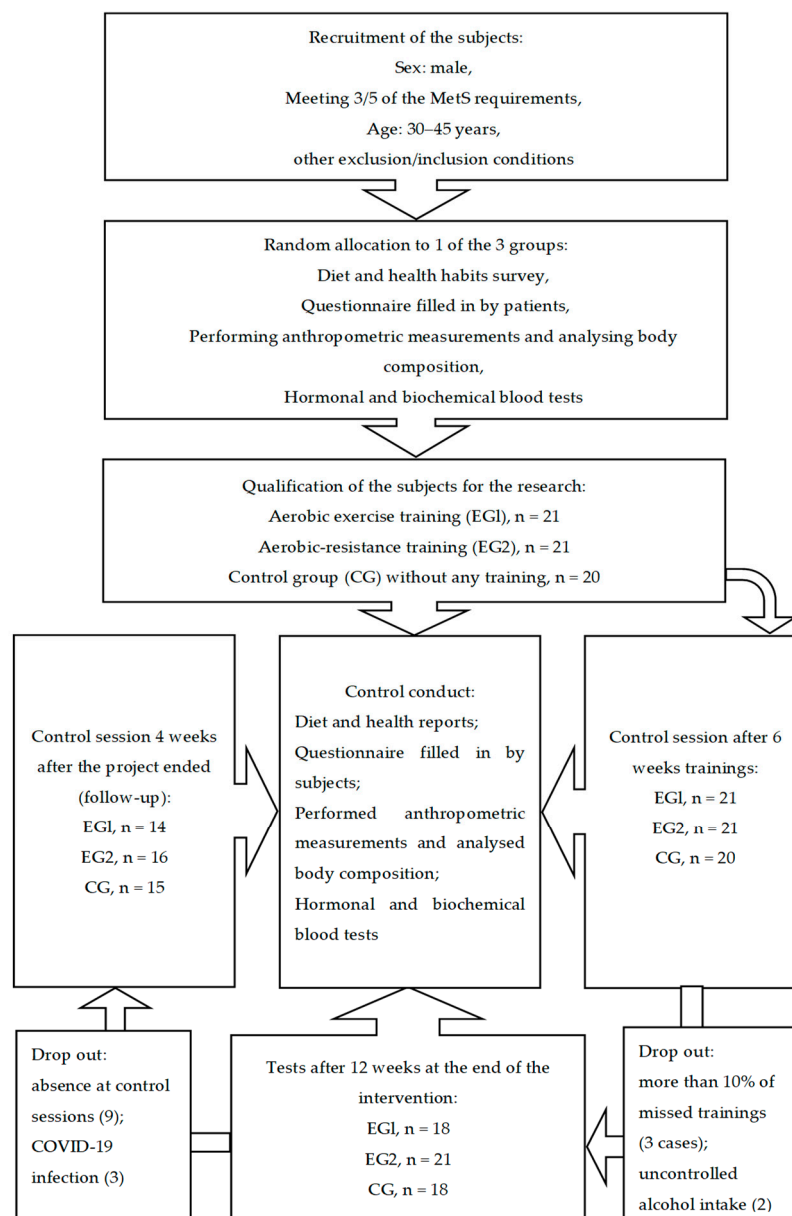 Recruitment of the subjects:
Sex: male,
Meeting 3/5 of the MetS requirements,
Age: 30–45 years,
other exclusion/inclusion conditions
Random allocation to 1 of the 3 groups:
Diet and health habits survey,
Questionnaire filled in by patients,
Performing anthropometric measurements and analysing body
composition,
Hormonal and biochemical blood tests
Qualification of the subjects for the research:
Aerobic exercise training (EGl), n = 21
Aerobic-resistance training (EG2), n = 21
Control group (CG) without any training, n = 20
Control session 4 weeks
after the project ended
(follow-up):
EGl, n = 14
EG2, n = 16
CG, n = 15
Control conduct:
Diet and health reports;
Questionnaire filled in by
subjects;
Performed anthropometric
measurements and analysed
body composition;
Hormonal and biochemical
blood tests
Control session after 6
weeks trainings:
EGl, n = 21
EG2, n = 21
CG, n = 20
Drop out:
absence at control
sessions (9);
COVID-19
infection (3)
Tests after 12 weeks at the end of the
intervention:
EGl, n = 18
EG2, n = 21
CG, n = 18
Drop out:
more than 10% of
missed trainings
(3 cases);
uncontrolled
alcohol intake (2)